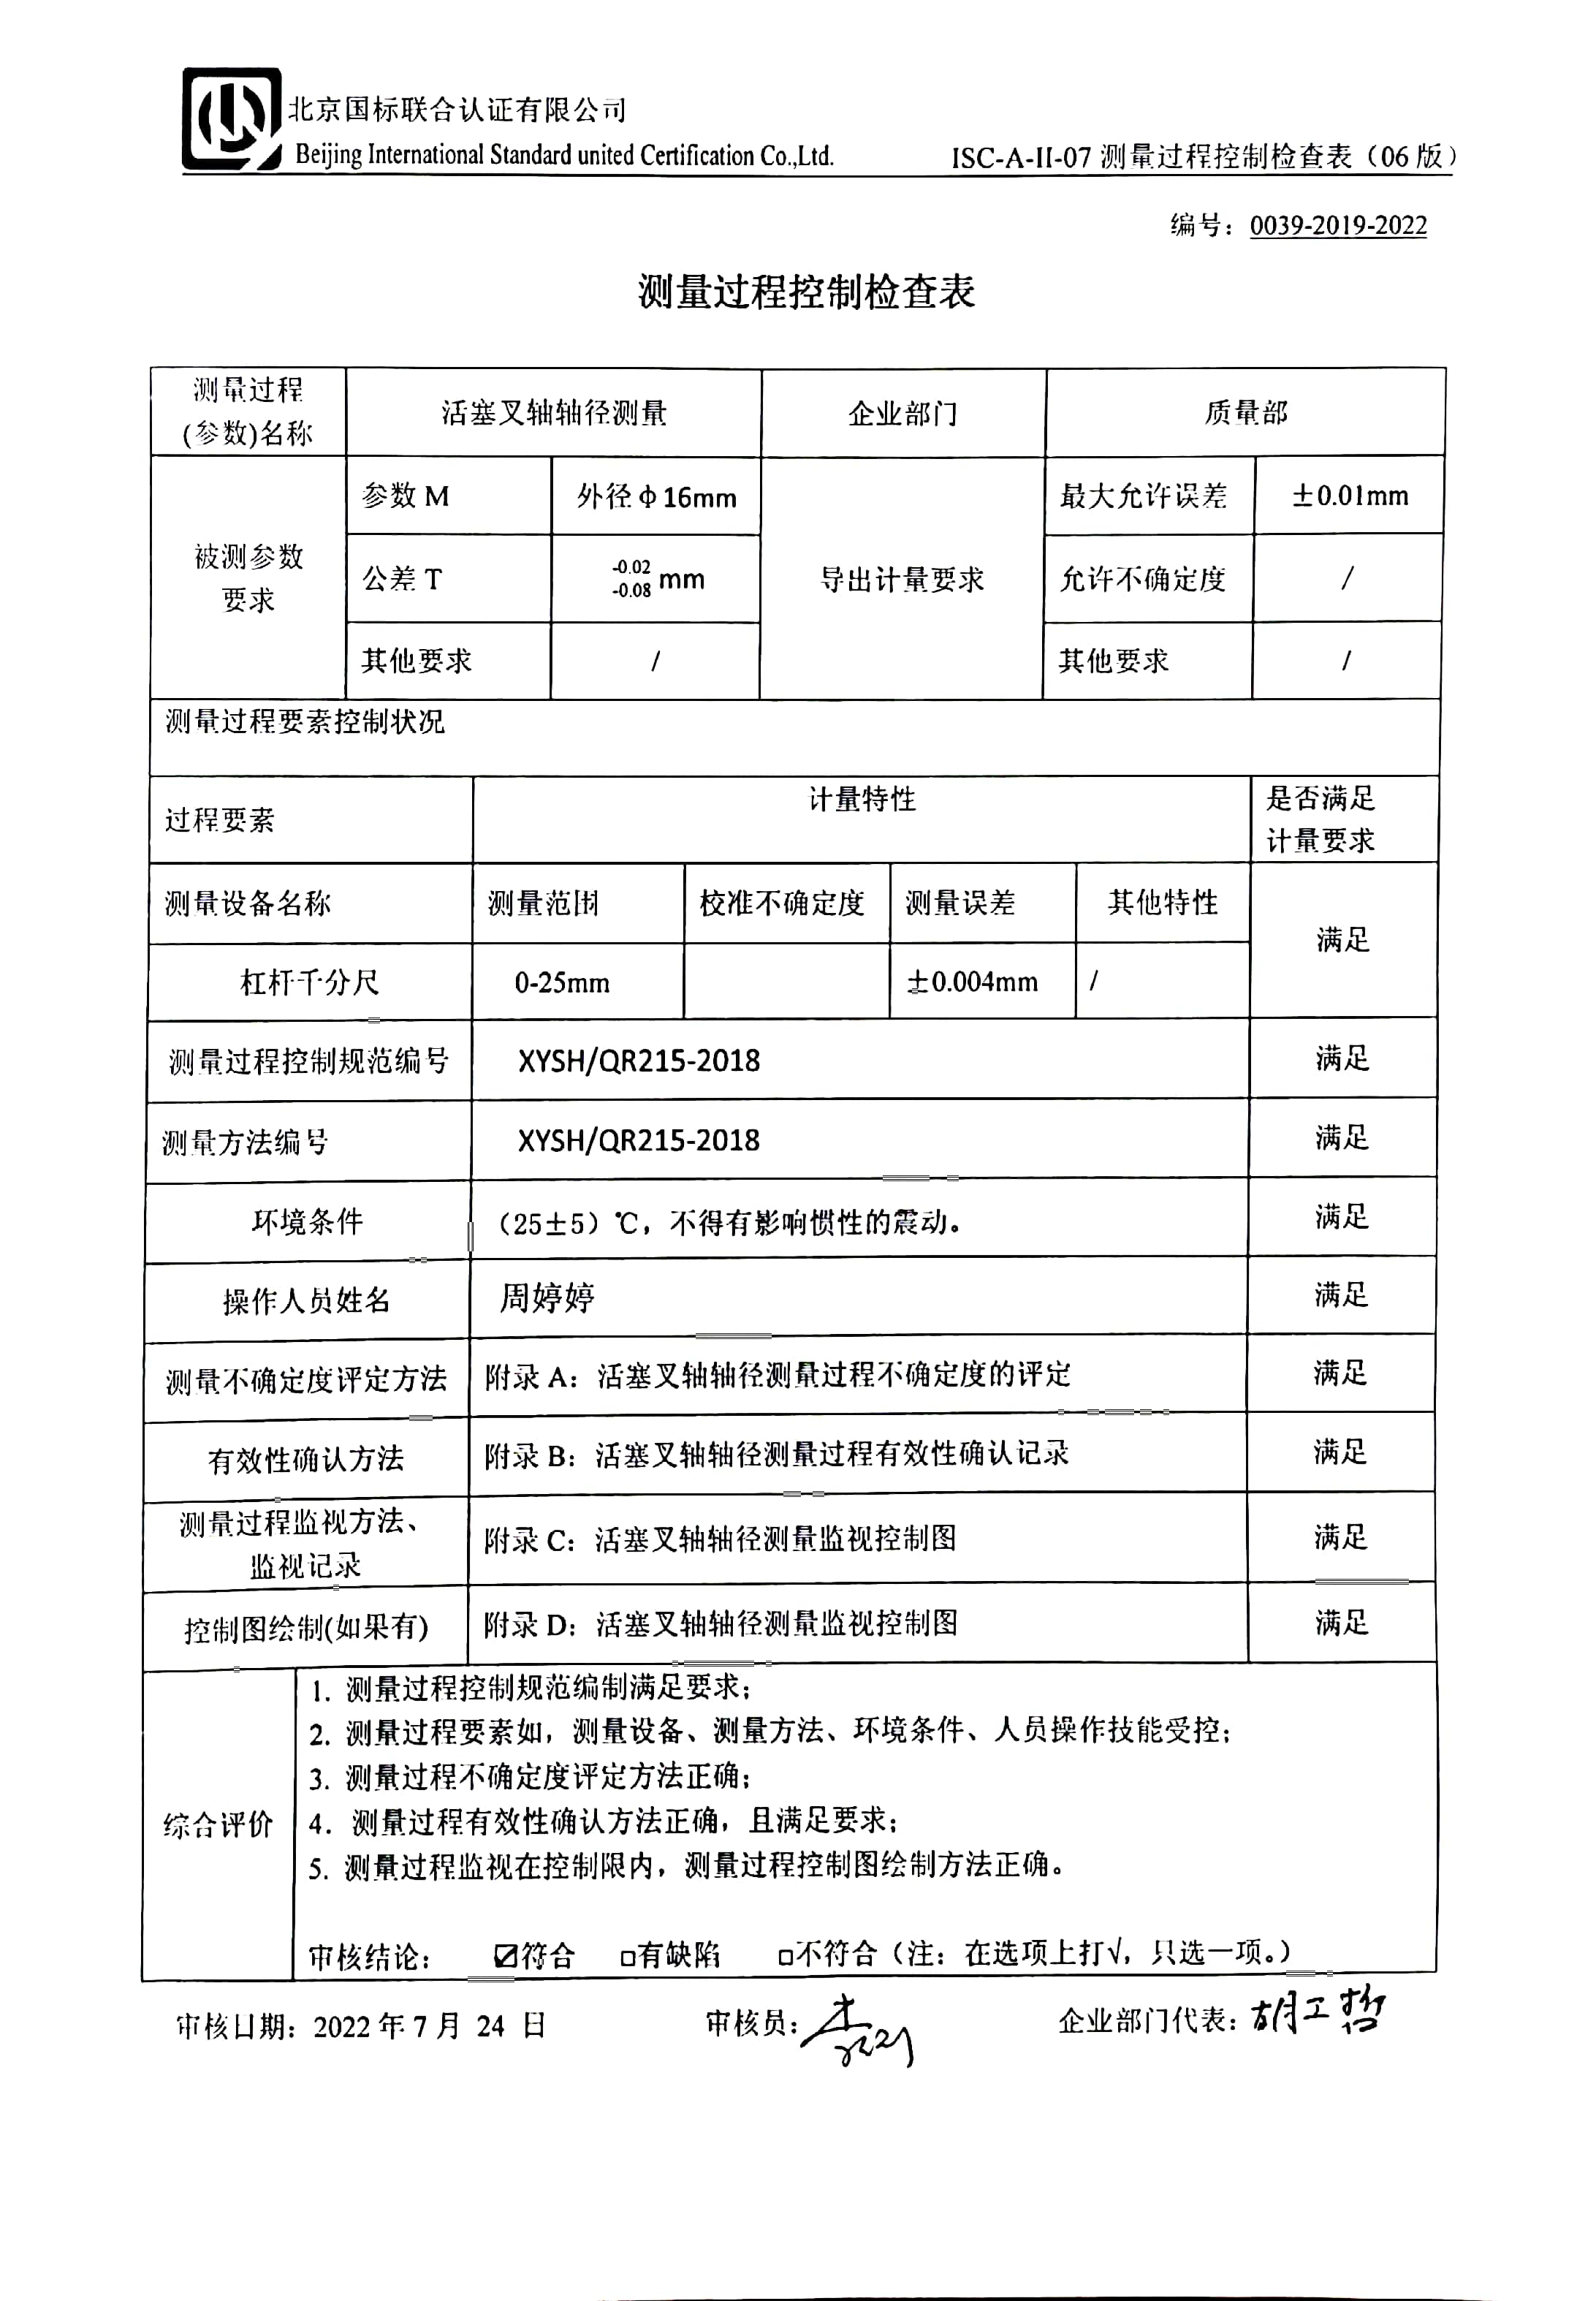 北京国标联合认证有限公司
Beijing International Standard united Certification Co.,Ltd.
ISC-A-II-07 测量过程控制检查表（06 版）
编号：0039-2019-2022
测量过程控制检查表
测量过程
(参数)名称
活塞叉轴轴径测量
企业部门
质量部
被测参数
要求
参数 M
外径 φ 16mm
导出计量要求
最大允许误差
±0.01mm
公差 T
-0.02
-0.08 mm
允许不确定度
/
其他要求
/
其他要求
/
测量过程要素控制状况
过程要素
计量特性
是否满足
计量要求
测量设备名称
测量范围
校准不确定度
测量误差
其他特性
满足
杠杆千分尺
0-25mm
±0.004mm
/
测量过程控制规范编号
XYSH/QR215-2018
满足
测量方法编号
XYSH/QR215-2018
满足
环境条件
（25±5）℃，不得有影响惯性的震动。
满足
操作人员姓名
周婷婷
满足
测量不确定度评定方法
附录 A：活塞叉轴轴径测量过程不确定度的评定
满足
有效性确认方法
附录 B：活塞叉轴轴径测量过程有效性确认记录
满足
测量过程监视方法、
监视记录
附录 C：活塞叉轴轴径测量监视控制图
满足
控制图绘制(如果有)
附录 D：活塞叉轴轴径测量监视控制图
满足
综合评价
1. 测量过程控制规范编制满足要求；
2. 测量过程要素如，测量设备、测量方法、环境条件、人员操作技能受控；
3. 测量过程不确定度评定方法正确；
4. 测量过程有效性确认方法正确，且满足要求；
5. 测量过程监视在控制限内，测量过程控制图绘制方法正确。
审核结论： ☑符合 □有缺陷 □不符合（注：在选项上打√，只选一项。）
审核日期：2022 年 7 月 24 日
审核员：
企业部门代表：胡工哲